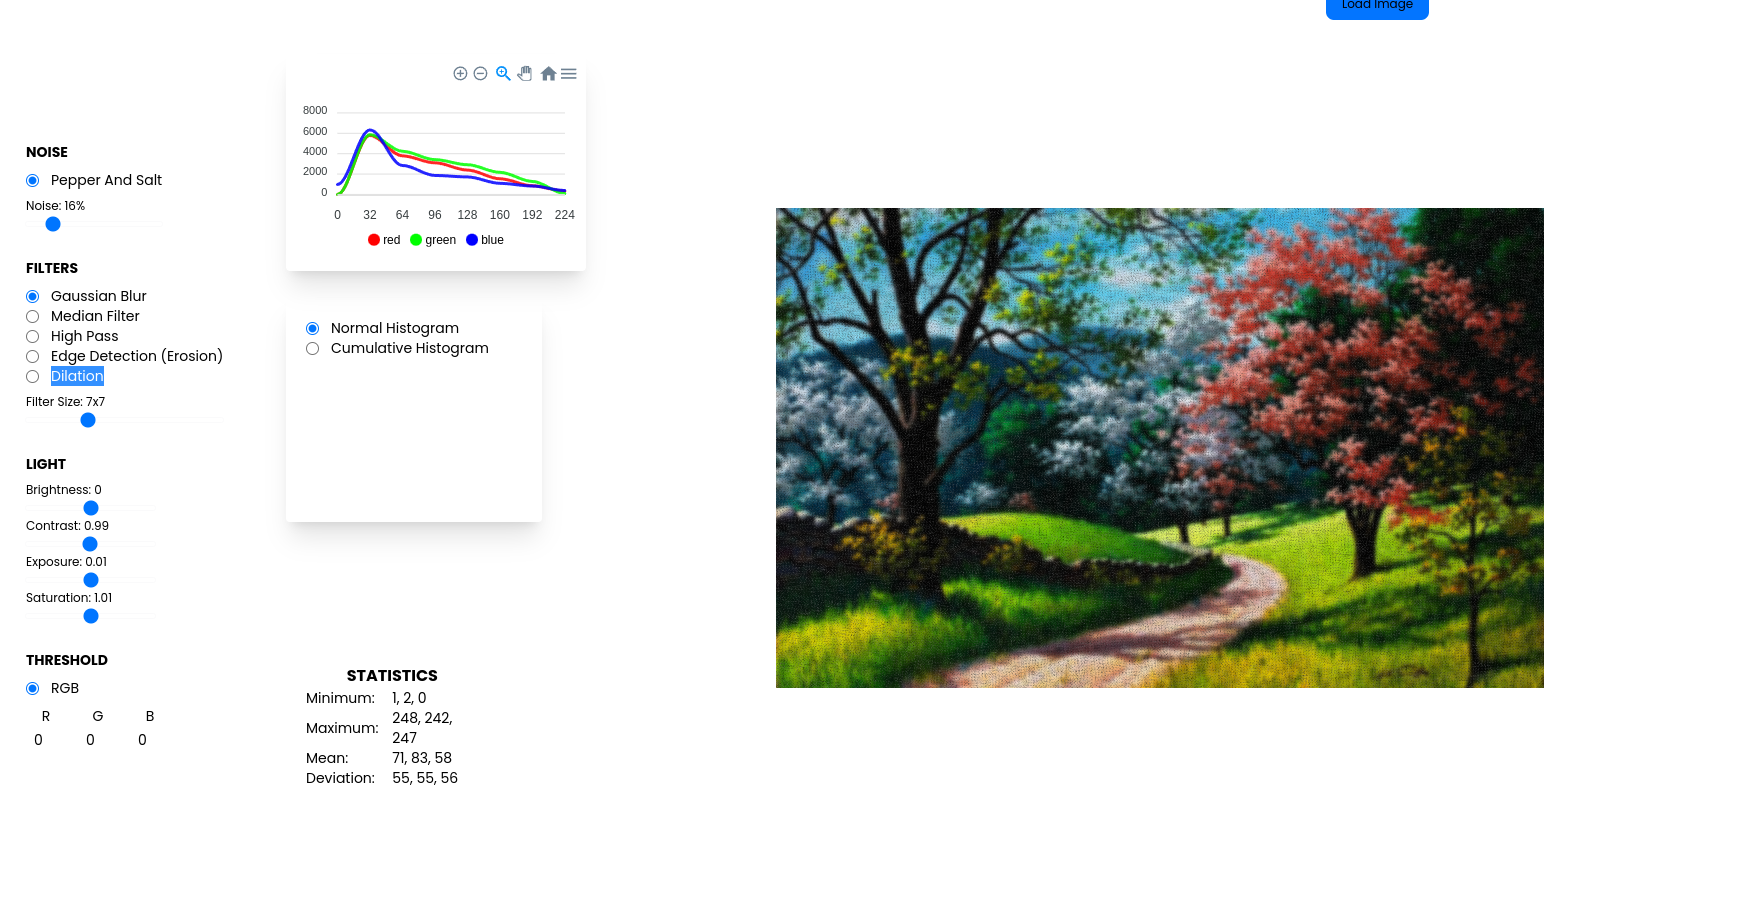 Load Image
NOISE
Pepper And Salt
Noise: 16%
FILTERS
Gaussian Blur
Median Filter
High Pass
Edge Detection (Erosion)
Dilation
Filter Size: 7x7
LIGHT
Brightness: 0
Contrast: 0.99
Exposure: 0.01
Saturation: 1.01
THRESHOLD
RGB
R G B
0 0 0
8000
6000
4000
2000
0
0 32 64 96 128 160 192 224
red green blue
Normal Histogram
Cumulative Histogram
STATISTICS
Minimum: 1, 2, 0
Maximum: 248, 242,
247
Mean: 71, 83, 58
Deviation: 55, 55, 56